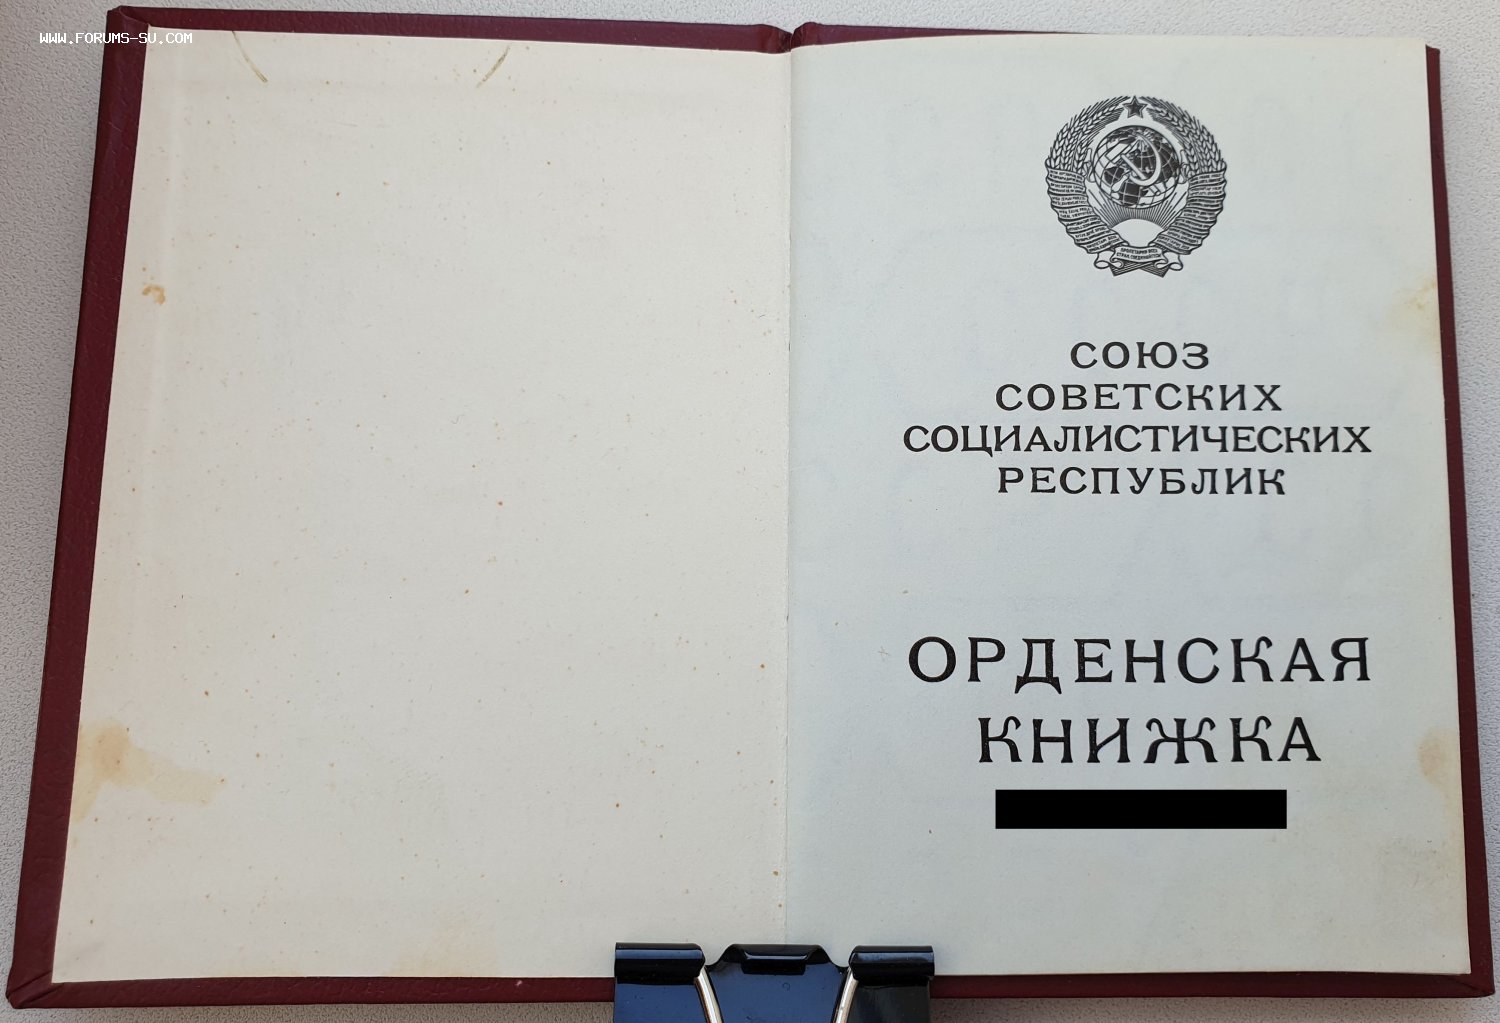 WWW.FORUMS-SU.COM
СОЮЗ
СОВЕТСКИХ
СОЦИАЛИСТИЧЕСКИХ
РЕСПУБЛИК
ОРДЕНСКАЯ
КНИЖКА